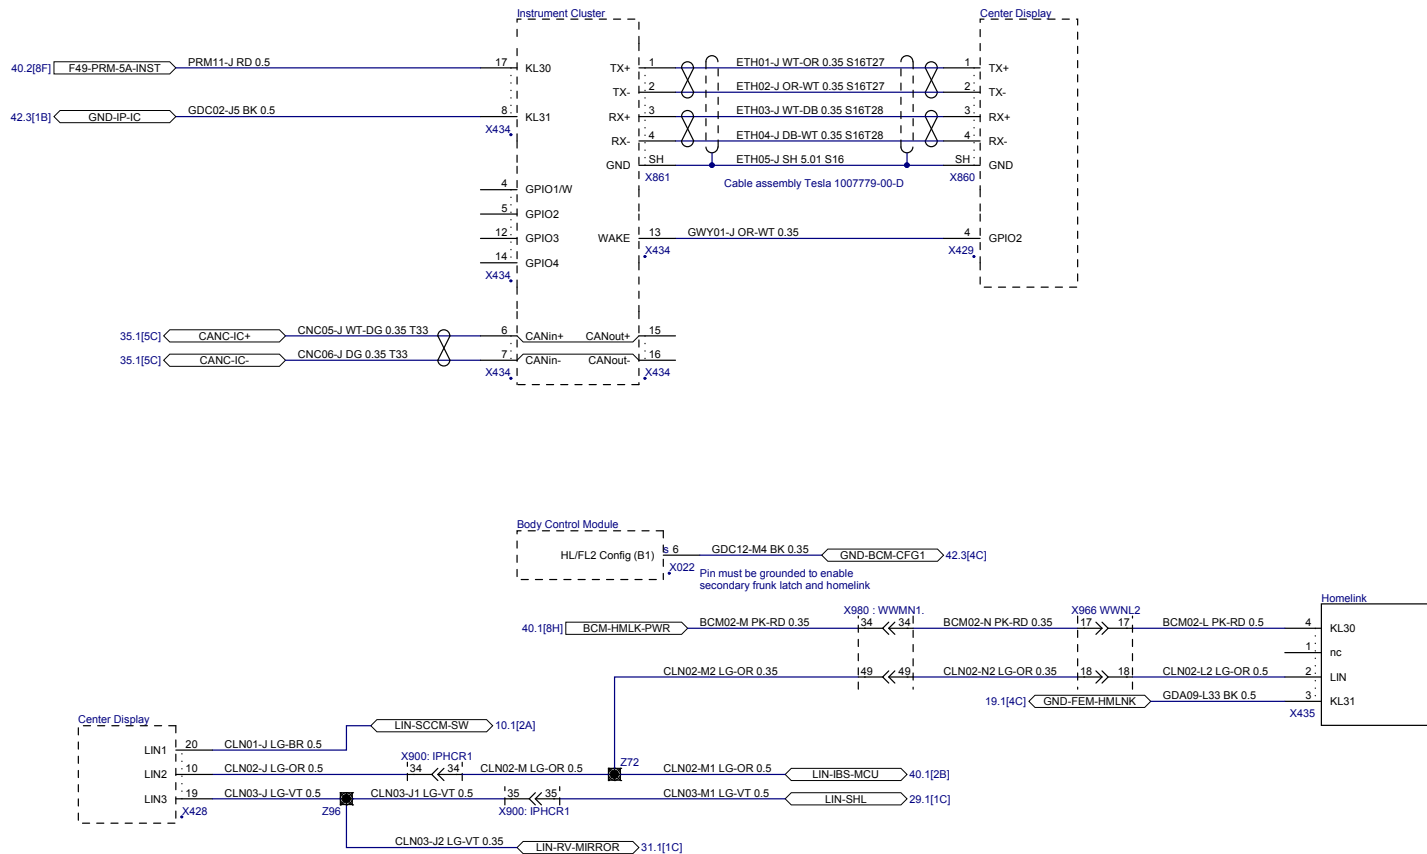 Instrument Cluster
Center Display
40.2[8F] F49-PRM-5A-INST PRM11-J RD 0.5 17 KL30 TX+ 1 ETH01-J WT-OR 0.35 S16T27 1 TX+
TX- 2 ETH02-J OR-WT 0.35 S16T27 2 TX-
42.3[1B] GND-IP-IC GDC02-J5 BK 0.5 8 KL31 RX+ 3 ETH03-J WT-DB 0.35 S16T28 3 RX+
X434 RX- 4 ETH04-J DB-WT 0.35 S16T28 4 RX-
GND SH ETH05-J SH 5.01 S16 SH GND
X861 Cable assembly Tesla 1007779-00-D X860
4 GPIO1/W
5 GPIO2
12 GPIO3 WAKE 13 GWY01-J OR-WT 0.35 4 GPIO2
X434 X429
14 GPIO4
X434
35.1[5C] CANC-IC+ CNC05-J WT-DG 0.35 T33 6 CANin+ CANout+ 15
35.1[5C] CANC-IC- CNC06-J DG 0.35 T33 7 CANin- CANout- 16
X434 X434
Body Control Module
HL/FL2 Config (B1) s 6 GDC12-M4 BK 0.35 GND-BCM-CFG1 42.3[4C]
X022 Pin must be grounded to enable
secondary frunk latch and homelink
X980 : WWMN1. X966 WWNL2 Homelink
40.1[8H] BCM-HMLK-PWR BCM02-M PK-RD 0.35 34 34 BCM02-N PK-RD 0.35 17 17 BCM02-L PK-RD 0.5 4 KL30
1 nc
CLN02-M2 LG-OR 0.35 49 49 CLN02-N2 LG-OR 0.35 18 18 CLN02-L2 LG-OR 0.5 2 LIN
19.1[4C] GND-FEM-HMLNK GDA09-L33 BK 0.5 3 KL31
X435
Center Display
LIN-SCCM-SW 10.1[2A]
LIN1 20 CLN01-J LG-BR 0.5
X900: IPHCR1
Z72
LIN2 10 CLN02-J LG-OR 0.5 34 34 CLN02-M LG-OR 0.5 CLN02-M1 LG-OR 0.5 LIN-IBS-MCU 40.1[2B]
LIN3 19 CLN03-J LG-VT 0.5 CLN03-J1 LG-VT 0.5 35 35 CLN03-M1 LG-VT 0.5 LIN-SHL 29.1[1C]
X428 Z96 X900: IPHCR1
CLN03-J2 LG-VT 0.35 LIN-RV-MIRROR 31.1[1C]